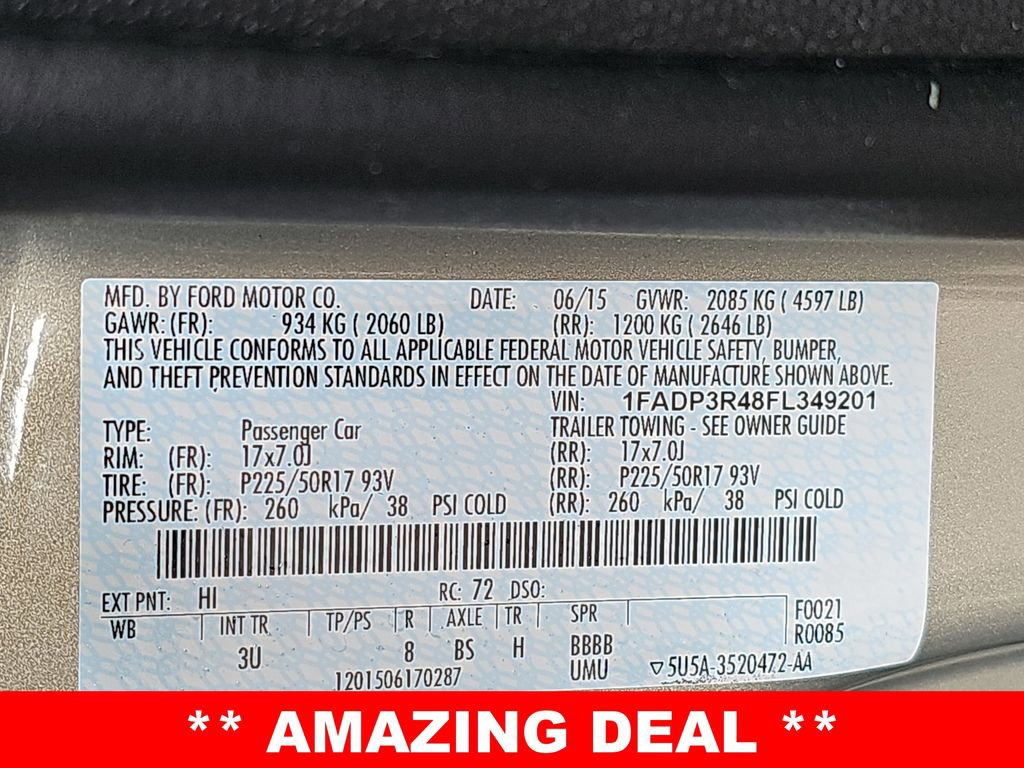 MFD. BY FORD MOTOR CO. DATE: 06/15 GVWR: 2085 KG ( 4597 LB)
GAWR:(FR): 934 KG ( 2060 LB) (RR): 1200 KG ( 2646 LB)
THIS VEHICLE CONFORMS TO ALL APPLICABLE FEDERAL MOTOR VEHICLE SAFETY, BUMPER,
AND THEFT PREVENTION STANDARDS IN EFFECT ON THE DATE OF MANUFACTURE SHOWN ABOVE.
VIN: 1FADP3R48FL349201
TYPE: Passenger Car TRAILER TOWING - SEE OWNER GUIDE
RIM: (FR): 17x7.0J (RR): 17x7.0J
TIRE: (FR): P225/50R17 93V (RR): P225/50R17 93V
PRESSURE: (FR): 260 kPa/ 38 PSI COLD (RR): 260 kPa/ 38 PSI COLD
EXT PNT: HI RC: 72 DSO:
WB INT TR TP/PS R AXLE TR SPR F0021
3U 8 BS H BBBB R0085
1201506170287 UMU ▽5U5A-3520472-AA
** AMAZING DEAL **